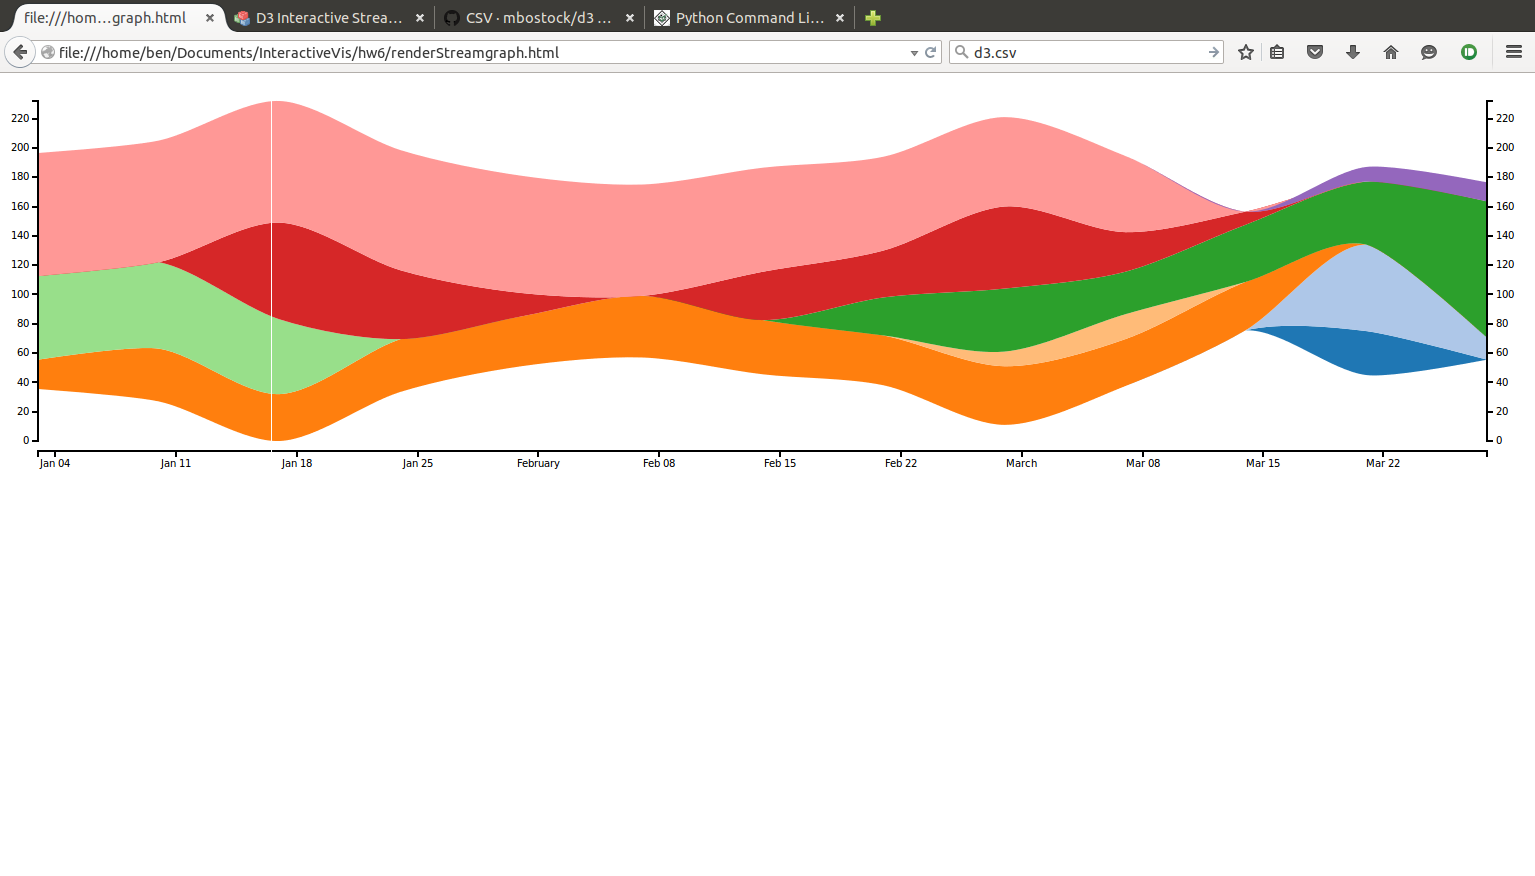 file:///hom...graph.html
D3 Interactive Strea...
CSV · mbostock/d3 ...
Python Command Li...
file:///home/ben/Documents/InteractiveVis/hw6/renderStreamgraph.html
d3.csv
220
200
180
160
140
120
100
80
60
40
20
0
220
200
180
160
140
120
100
80
60
40
20
0
Jan 04
Jan 11
Jan 18
Jan 25
February
Feb 08
Feb 15
Feb 22
March
Mar 08
Mar 15
Mar 22